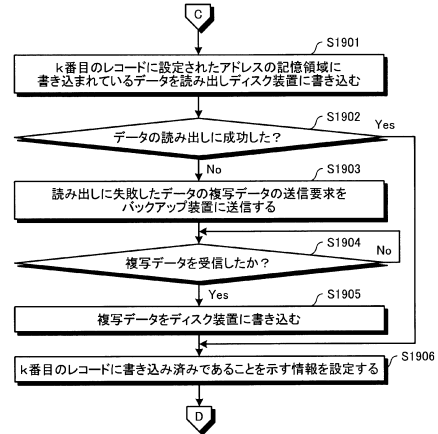 C
S1901
k番目のレコードに設定されたアドレスの記憶領域に
書き込まれているデータを読み出しディスク装置に書き込む
S1902
データの読み出しに成功した?
Yes
No
S1903
読み出しに失敗したデータの複写データの送信要求を
バックアップ装置に送信する
S1904
複写データを受信したか?
No
Yes
S1905
複写データをディスク装置に書き込む
S1906
k番目のレコードに書き込み済みであることを示す情報を設定する
D